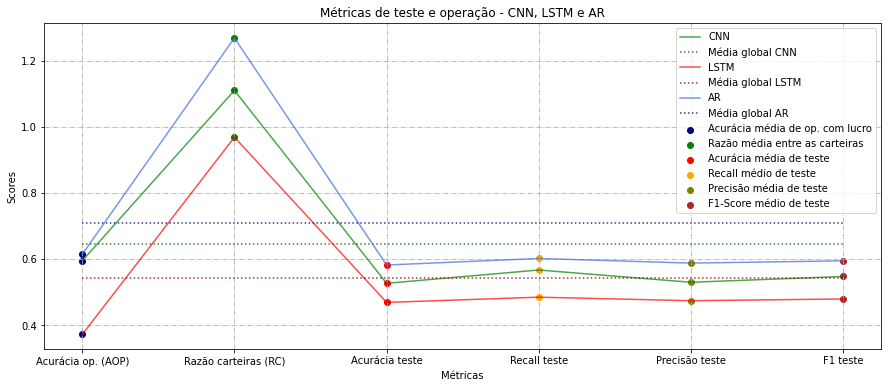 Métricas de teste e operação - CNN, LSTM e AR
CNN
Média global CNN
LSTM
Média global LSTM
AR
Média global AR
Acurácia média de op. com lucro
Razão média entre as carteiras
Acurácia média de teste
Recall médio de teste
Precisão média de teste
F1-Score médio de teste
Scores
1.2
1.0
0.8
0.6
0.4
Acurácia op. (AOP)
Razão carteiras (RC)
Acurácia teste
Recall teste
Precisão teste
F1 teste
Métricas